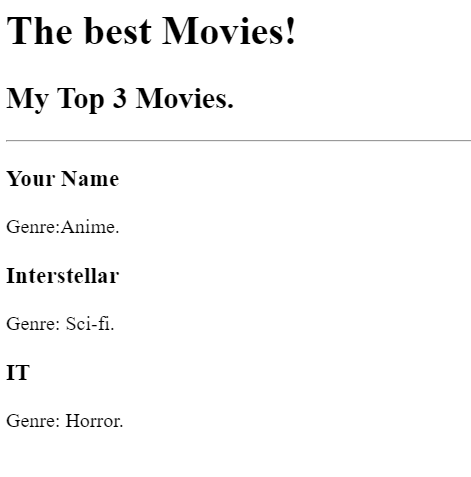 The best Movies!
My Top 3 Movies.
Your Name
Genre:Anime.
Interstellar
Genre: Sci-fi.
IT
Genre: Horror.